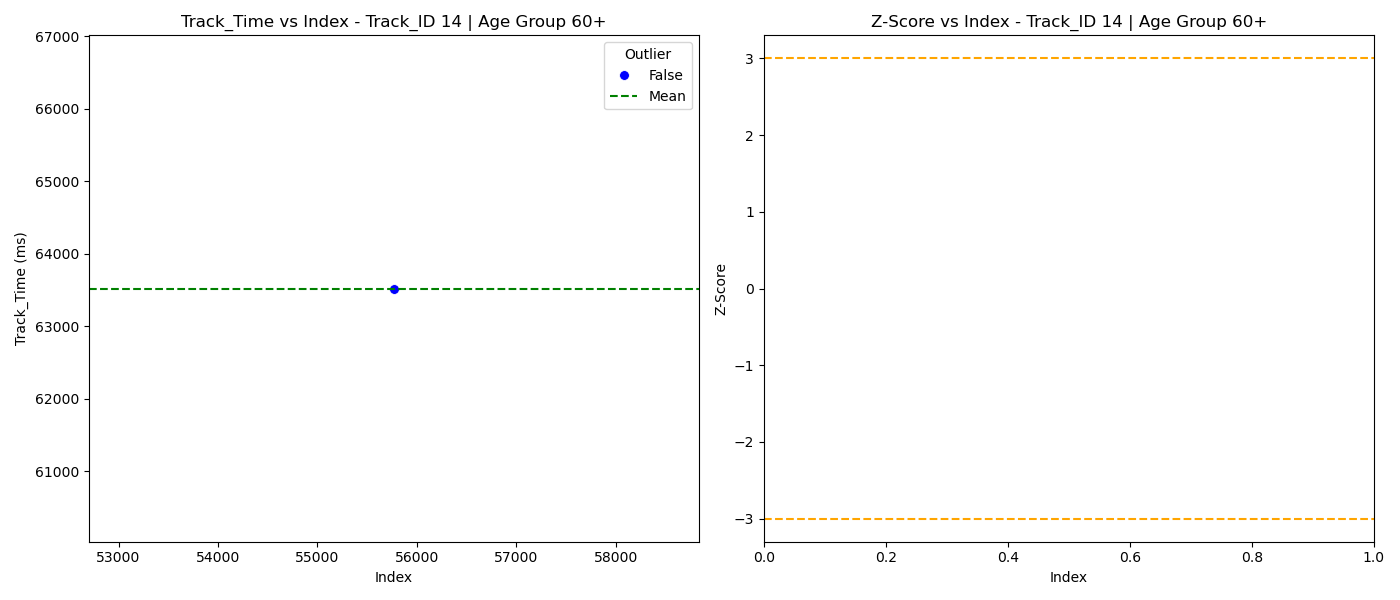 Track_Time vs Index - Track_ID 14 | Age Group 60+
67000
66000
65000
64000
63000
62000
61000
Track_Time (ms)
53000 54000 55000 56000 57000 58000
Index
Outlier
False
Mean
Z-Score vs Index - Track_ID 14 | Age Group 60+
3
2
1
0
−1
−2
−3
Z-Score
0.0 0.2 0.4 0.6 0.8 1.0
Index